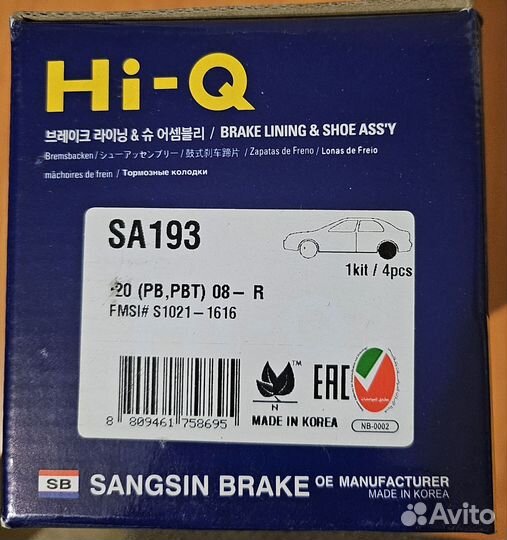 Hi-Q
브레이크 라이닝 & 슈 어셈블리 / BRAKE LINING & SHOE ASS'Y
Bremsbacken / シューアッセンブリー / 鼓式刹车蹄片 / Zapatas de Freno / Lonas de Freio
mâchoires de frein / Тормозные колодки
SA193
1kit / 4pcs
-20 (PB,PBT) 08- R
FMSI# S1021-1616
TM
N
EAC
MADE IN KOREA
NB-0002
8 809461 758695
SB
SANGSIN BRAKE OE MANUFACTURER
MADE IN KOREA
Avito